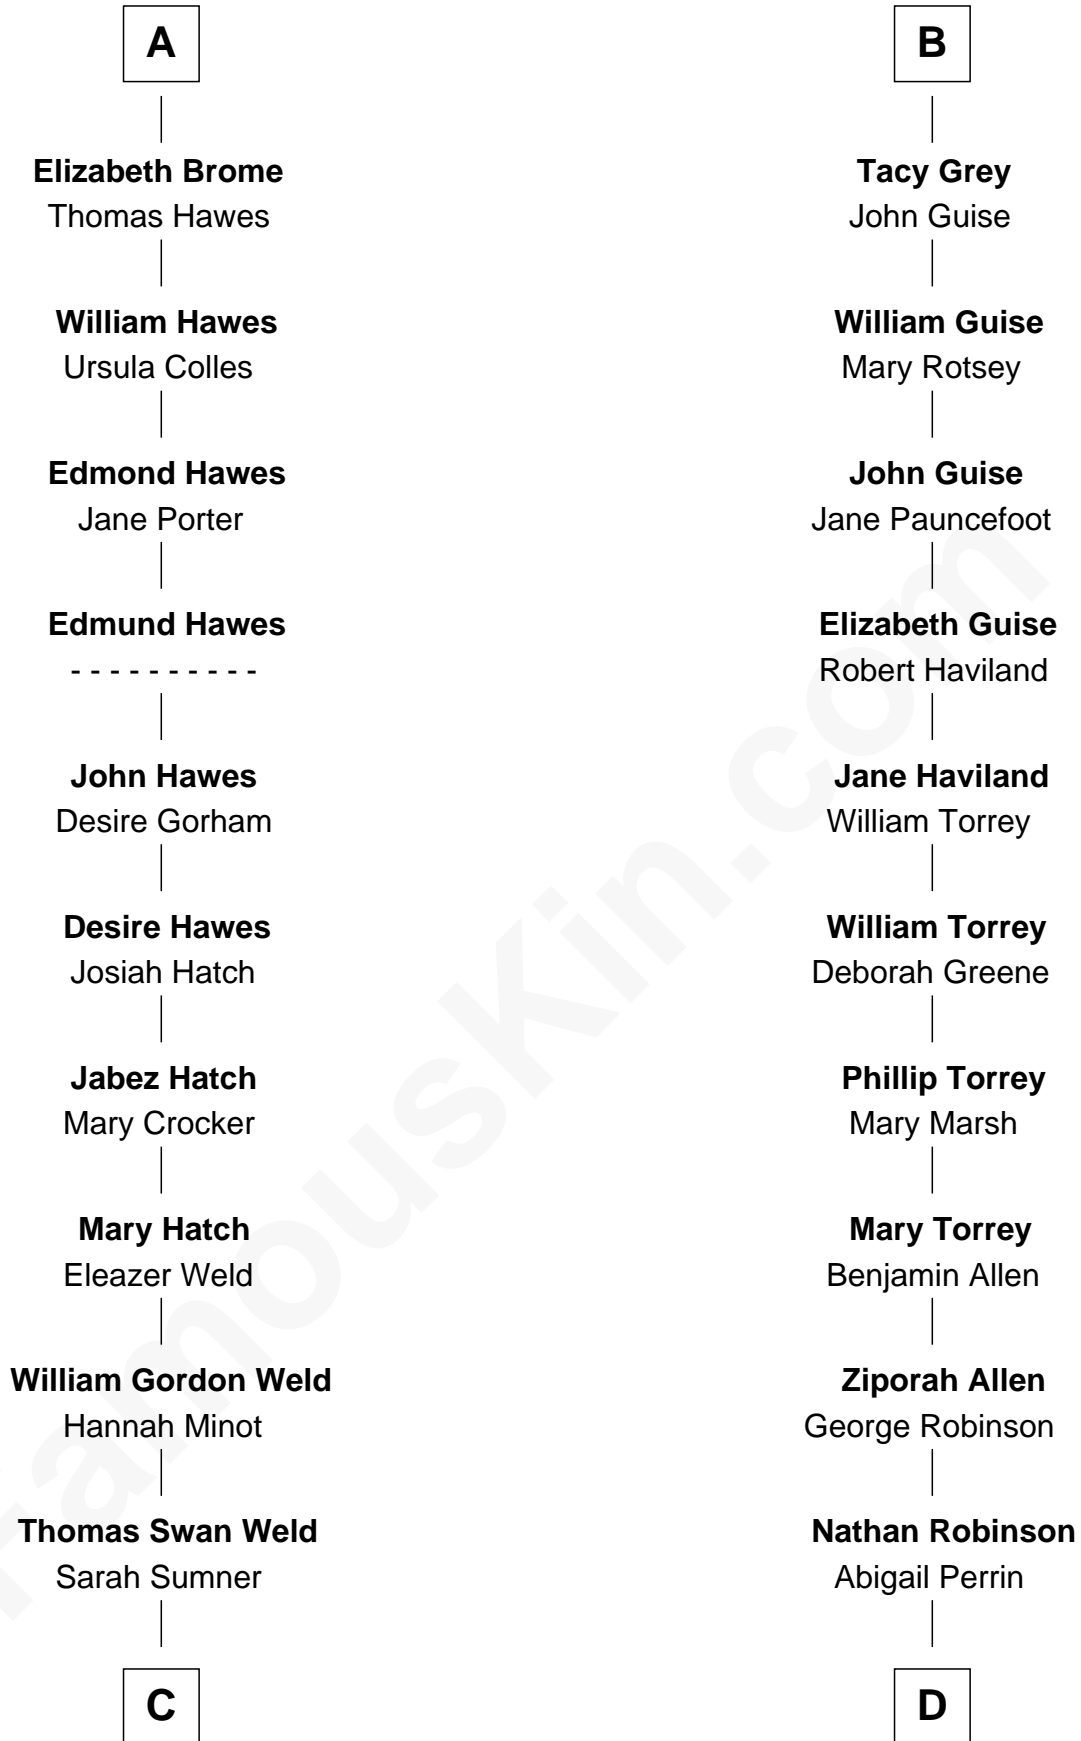 A
Elizabeth Brome
Thomas Hawes
William Hawes
Ursula Colles
Edmond Hawes
Jane Porter
Edmund Hawes
- - - - - - - - - -
John Hawes
Desire Gorham
Desire Hawes
Josiah Hatch
Jabez Hatch
Mary Crocker
Mary Hatch
Eleazer Weld
William Gordon Weld
Hannah Minot
Thomas Swan Weld
Sarah Sumner
C
B
Tacy Grey
John Guise
William Guise
Mary Rotsey
John Guise
Jane Pauncefoot
Elizabeth Guise
Robert Haviland
Jane Haviland
William Torrey
William Torrey
Deborah Greene
Phillip Torrey
Mary Marsh
Mary Torrey
Benjamin Allen
Ziporah Allen
George Robinson
Nathan Robinson
Abigail Perrin
D
FamousKin.com